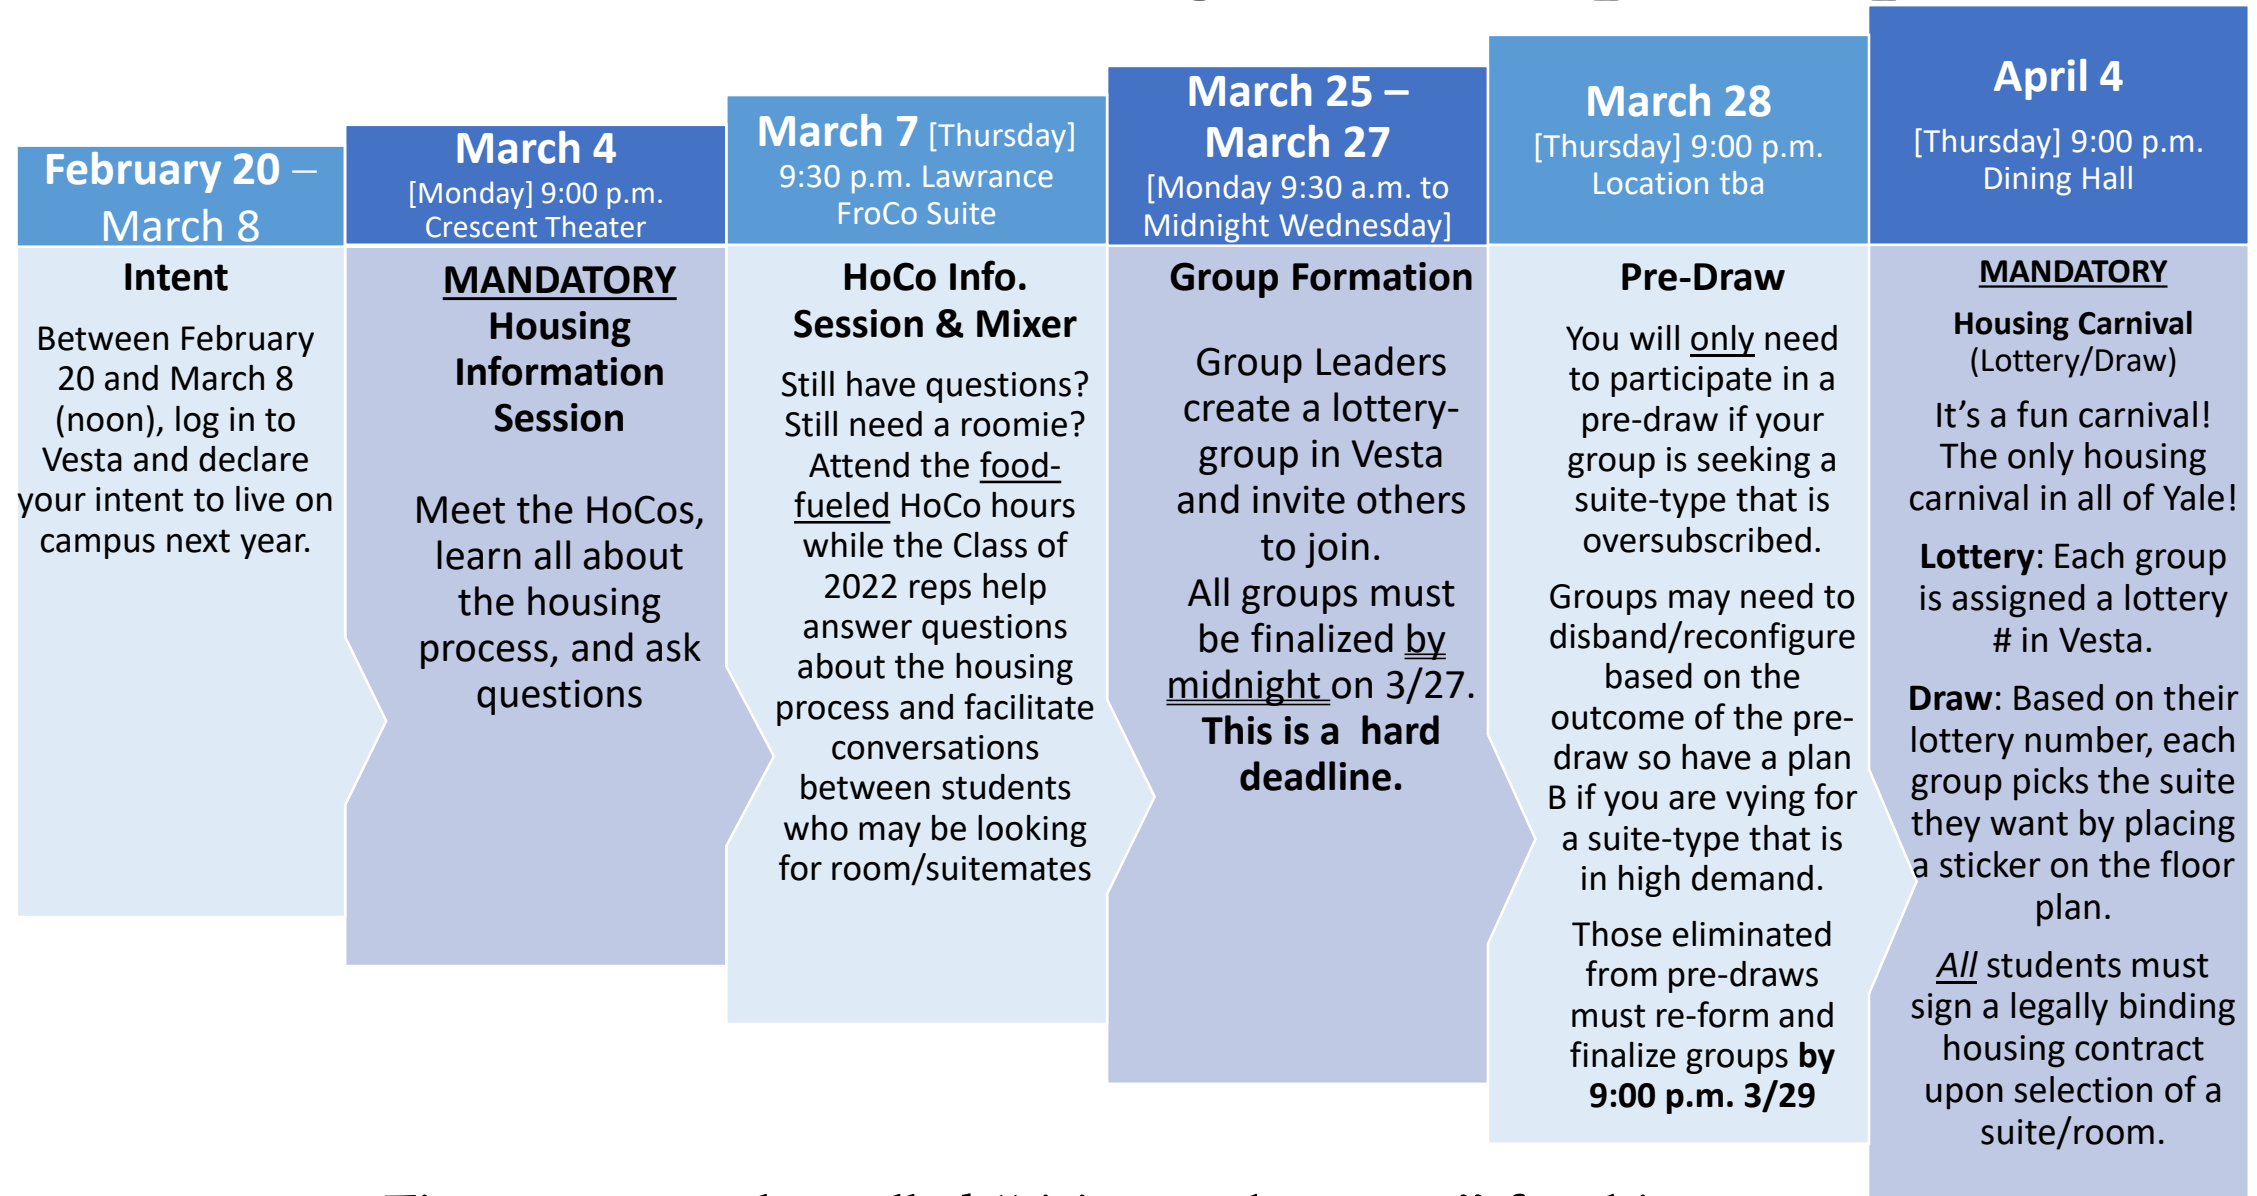 February 20 –
March 8
Intent
Between February
20 and March 8
(noon), log in to
Vesta and declare
your intent to live on
campus next year.
March 4
[Monday] 9:00 p.m.
Crescent Theater
MANDATORY
Housing
Information
Session
Meet the HoCos,
learn all about
the housing
process, and ask
questions
March 7 [Thursday]
9:30 p.m. Lawrance
FroCo Suite
HoCo Info.
Session & Mixer
Still have questions?
Still need a roomie?
Attend the food-
fueled HoCo hours
while the Class of
2022 reps help
answer questions
about the housing
process and facilitate
conversations
between students
who may be looking
for room/suitemates
March 25 –
March 27
[Monday 9:30 a.m. to
Midnight Wednesday]
Group Formation
Group Leaders
create a lottery-
group in Vesta
and invite others
to join.
All groups must
be finalized by
midnight on 3/27.
This is a hard
deadline.
March 28
[Thursday] 9:00 p.m.
Location tba
Pre-Draw
You will only need
to participate in a
pre-draw if your
group is seeking a
suite-type that is
oversubscribed.
Groups may need to
disband/reconfigure
based on the
outcome of the pre-
draw so have a plan
B if you are vying for
a suite-type that is
in high demand.
Those eliminated
from pre-draws
must re-form and
finalize groups by
9:00 p.m. 3/29
April 4
[Thursday] 9:00 p.m.
Dining Hall
MANDATORY
Housing Carnival
(Lottery/Draw)
It’s a fun carnival!
The only housing
carnival in all of Yale!
Lottery: Each group
is assigned a lottery
# in Vesta.
Draw: Based on their
lottery number, each
group picks the suite
they want by placing
a sticker on the floor
plan.
All students must
sign a legally binding
housing contract
upon selection of a
suite/room.